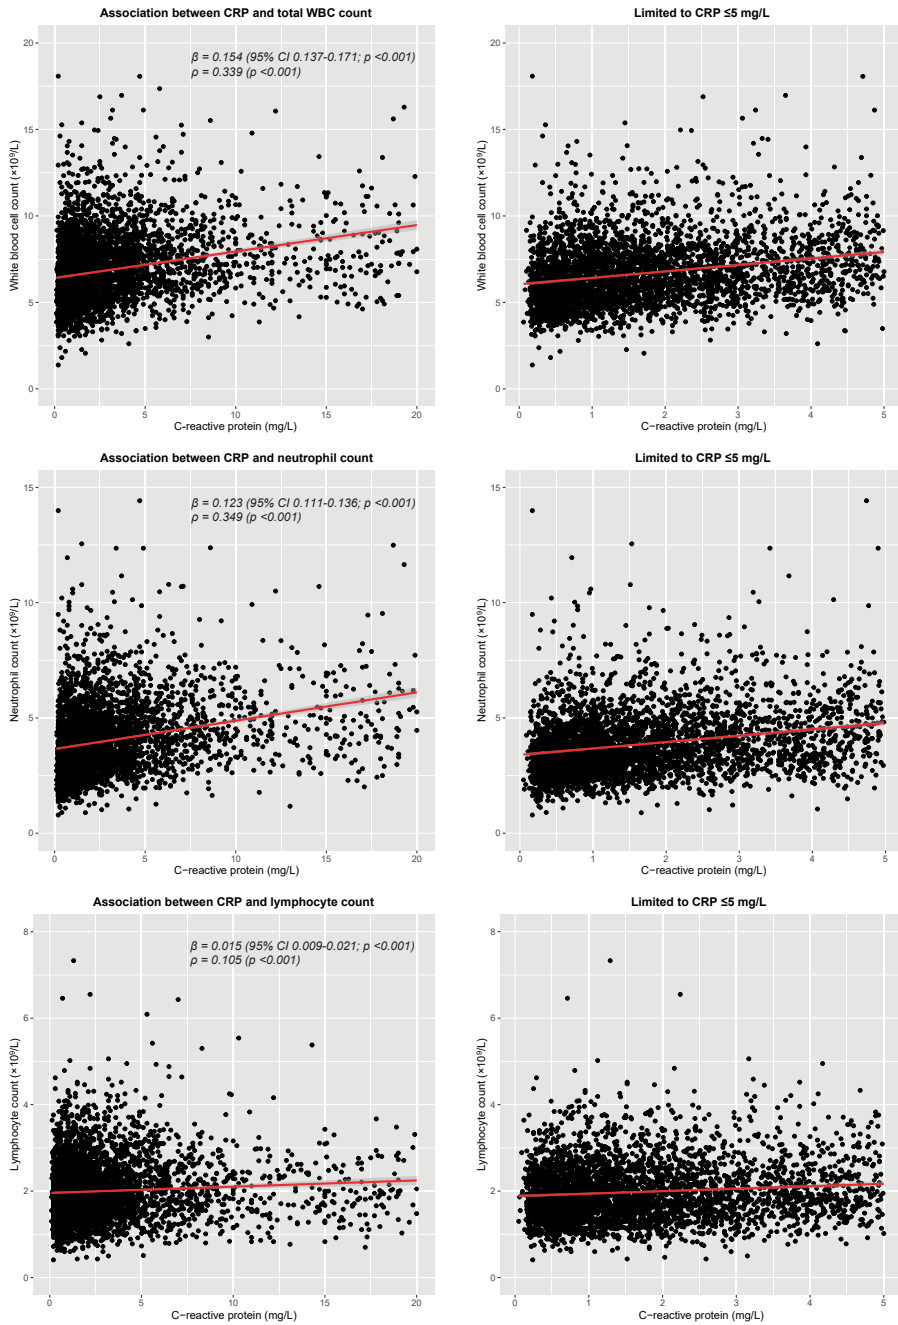 Association between CRP and total WBC count
β = 0.154 (95% CI 0.137-0.171; p <0.001)
ρ = 0.339 (p <0.001)
White blood cell count (×10⁹/L)
20
15
10
5
0
0 5 10 15 20
C-reactive protein (mg/L)
Limited to CRP ≤5 mg/L
White blood cell count (×10⁹/L)
20
15
10
5
0
0 1 2 3 4 5
C−reactive protein (mg/L)
Association between CRP and neutrophil count
β = 0.123 (95% CI 0.111-0.136; p <0.001)
ρ = 0.349 (p <0.001)
Neutrophil count (×10⁹/L)
15
10
5
0
0 5 10 15 20
C−reactive protein (mg/L)
Limited to CRP ≤5 mg/L
Neutrophil count (×10⁹/L)
15
10
5
0
0 1 2 3 4 5
C−reactive protein (mg/L)
Association between CRP and lymphocyte count
β = 0.015 (95% CI 0.009-0.021; p <0.001)
ρ = 0.105 (p <0.001)
Lymphocyte count (×10⁹/L)
8
6
4
2
0
0 5 10 15 20
C−reactive protein (mg/L)
Limited to CRP ≤5 mg/L
Lymphocyte count (×10⁹/L)
8
6
4
2
0
0 1 2 3 4 5
C−reactive protein (mg/L)